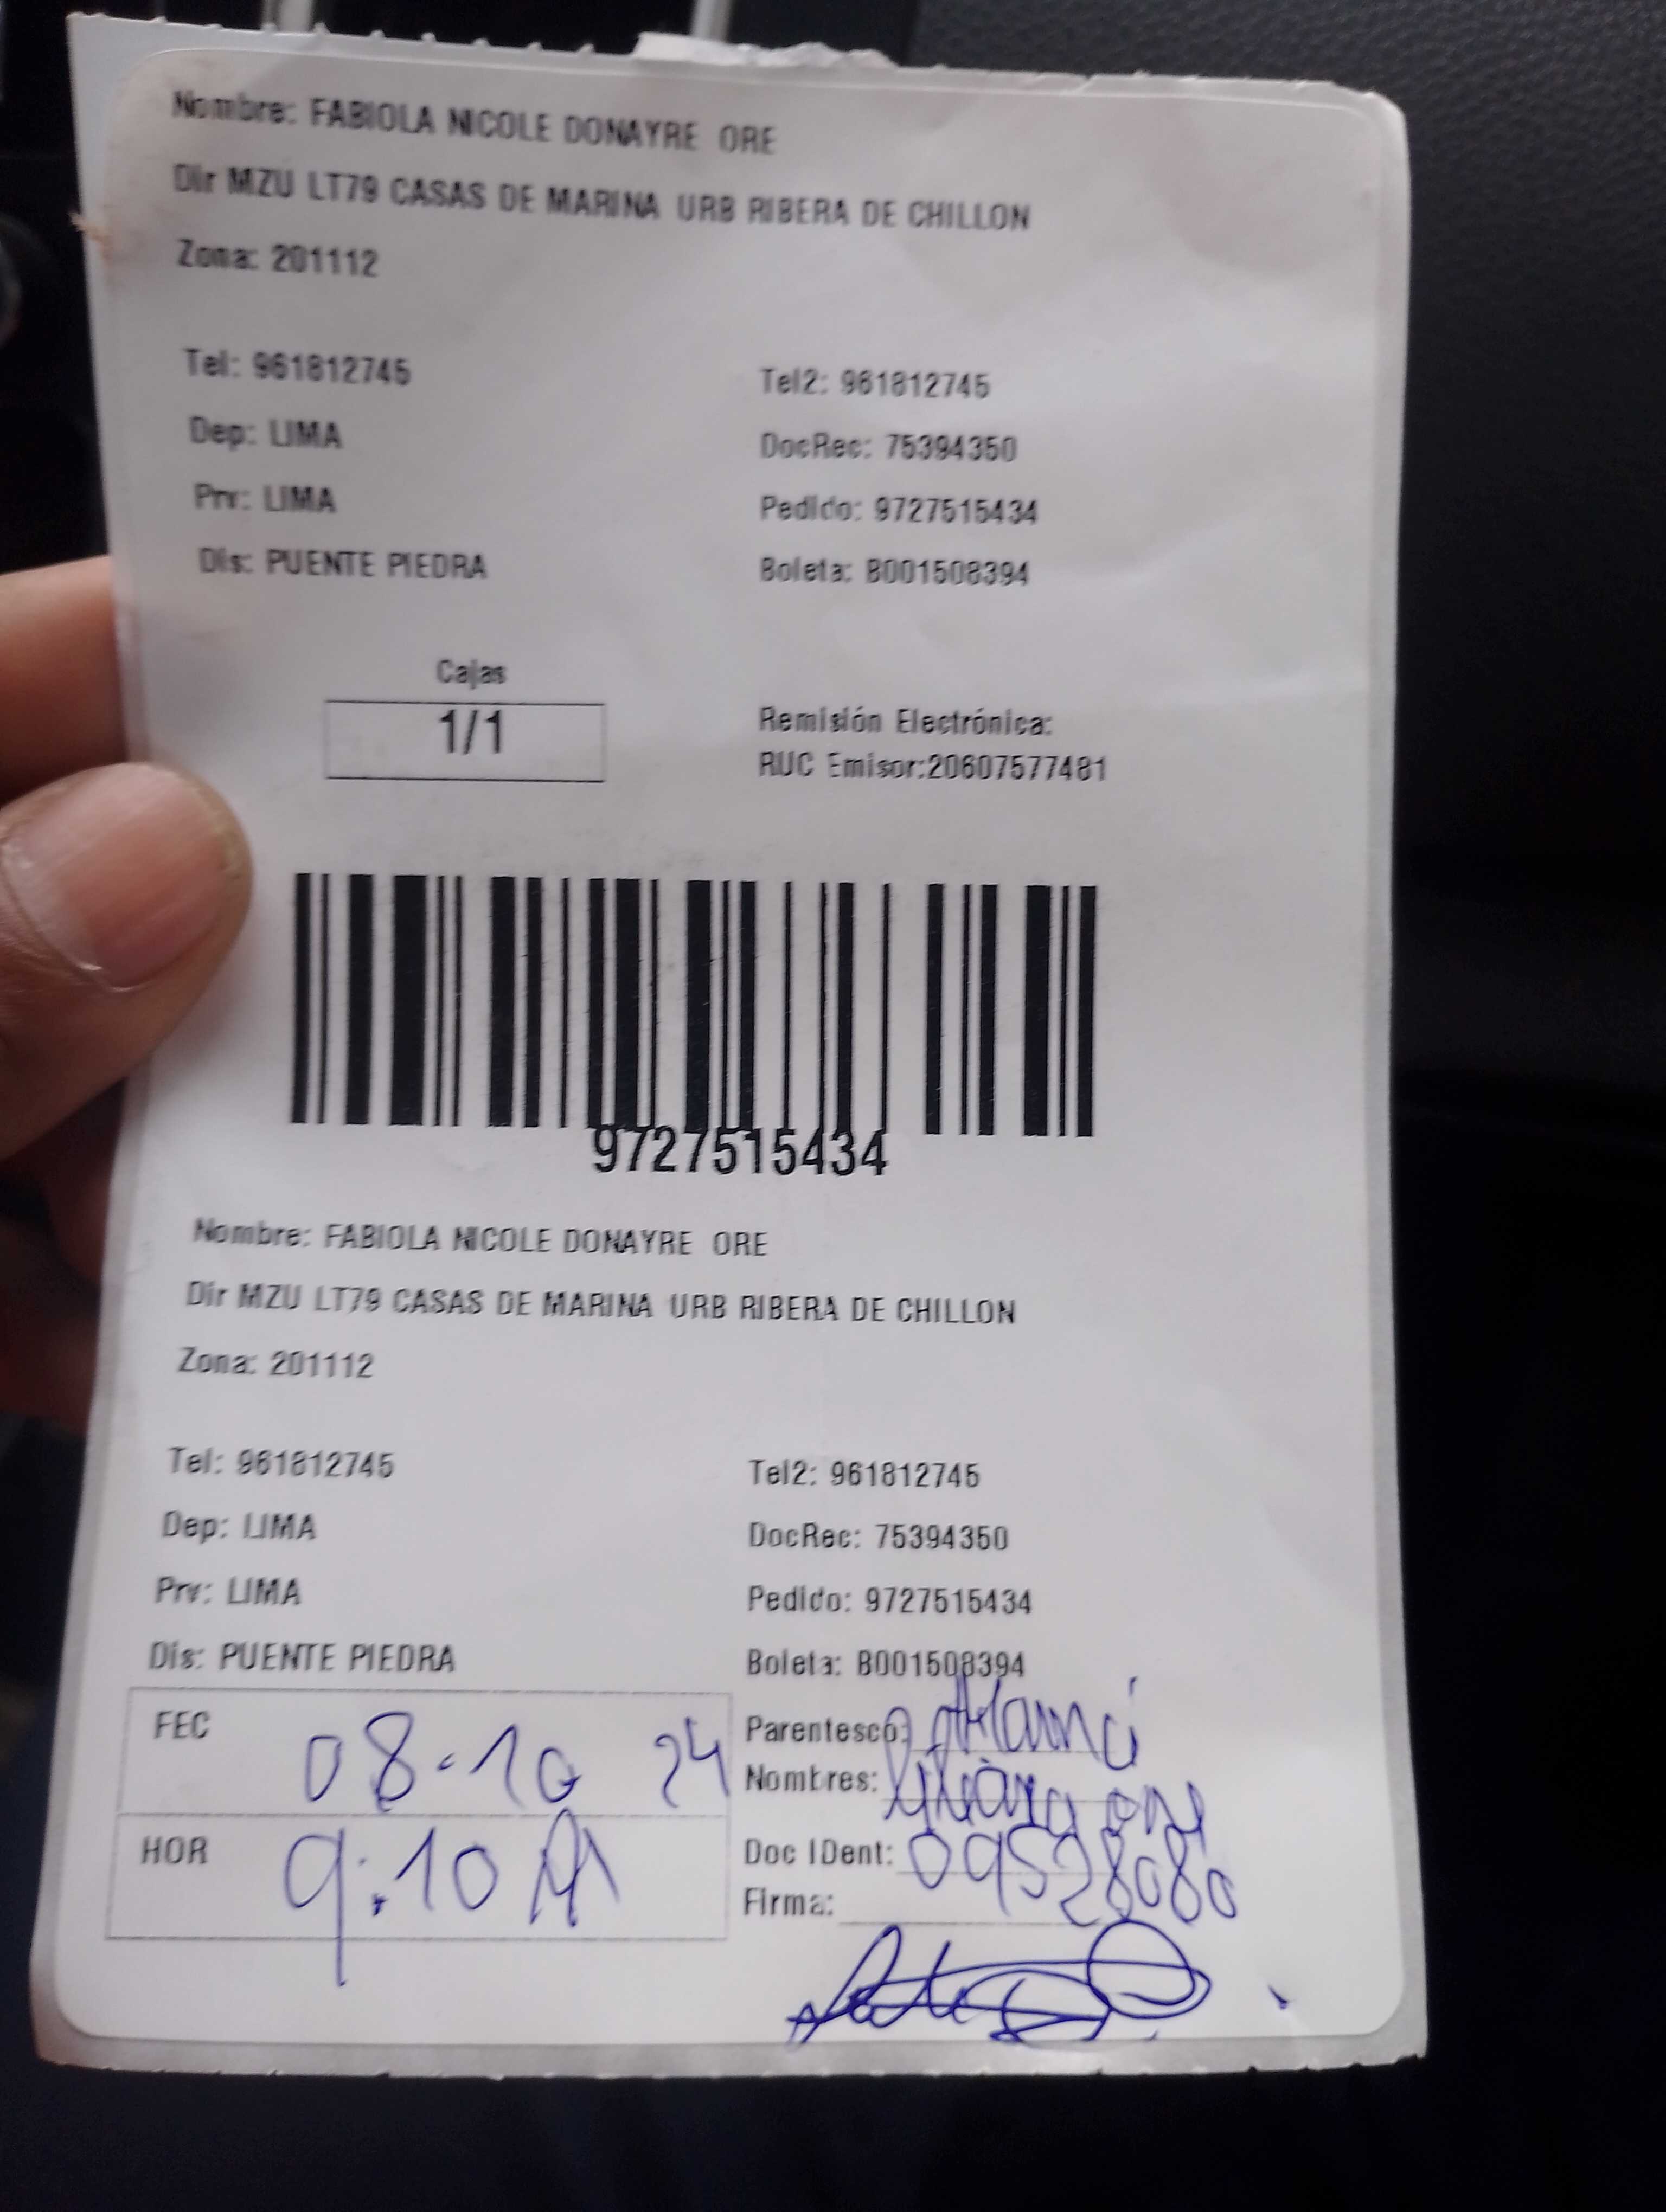 Nombre: FABIOLA NICOLE DONAYRE ORE
Dir MZU LT79 CASAS DE MARINA URB RIBERA DE CHILLON
Zona: 201112
Tel: 961812745 Tel2: 961812745
Dep: LIMA DocRec: 75394350
Prv: LIMA Pedido: 9727515434
Dis: PUENTE PIEDRA Boleta: B001508394
Cajas
1/1
Remisión Electrónica:
RUC Emisor:20607577481
9727515434
Nombre: FABIOLA NICOLE DONAYRE ORE
Dir MZU LT79 CASAS DE MARINA URB RIBERA DE CHILLON
Zona: 201112
Tel: 961812745 Tel2: 961812745
Dep: LIMA DocRec: 75394350
Prv: LIMA Pedido: 9727515434
Dis: PUENTE PIEDRA Boleta: B001508394
FEC 08-10 24
HOR 9:10 A
Parentesco:
Nombres:
Doc IDent: 09528080
Firma: